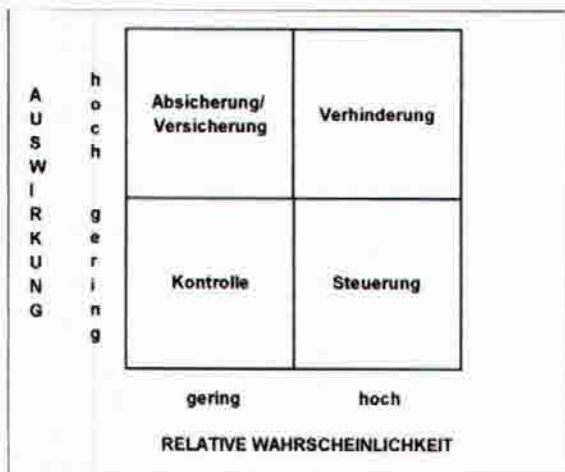 AUSWIRKUNG
hoch
gering
Absicherung/
Versicherung
Verhinderung
Kontrolle
Steuerung
gering hoch
RELATIVE WAHRSCHEINLICHKEIT